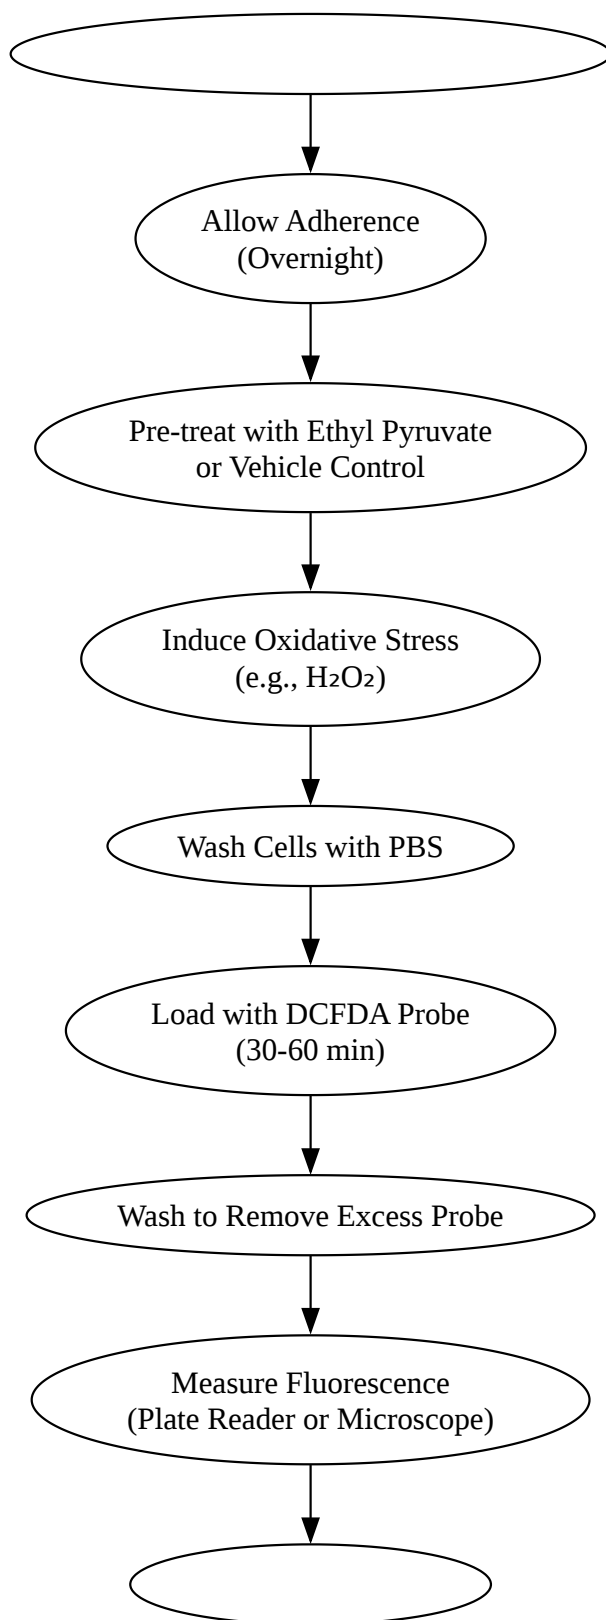 Allow Adherence
(Overnight)
Pre-treat with Ethyl Pyruvate
or Vehicle Control
Induce Oxidative Stress
(e.g., H₂O₂)
Wash Cells with PBS
Load with DCFDA Probe
(30-60 min)
Wash to Remove Excess Probe
Measure Fluorescence
(Plate Reader or Microscope)